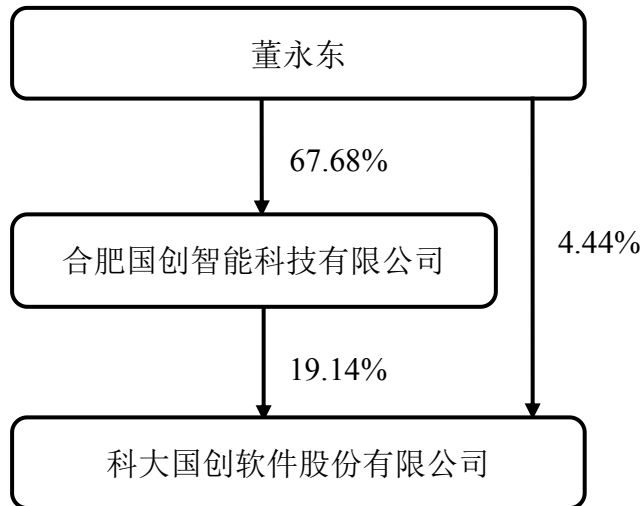 董永东
67.68%
合肥国创智能科技有限公司
4.44%
19.14%
科大国创软件股份有限公司